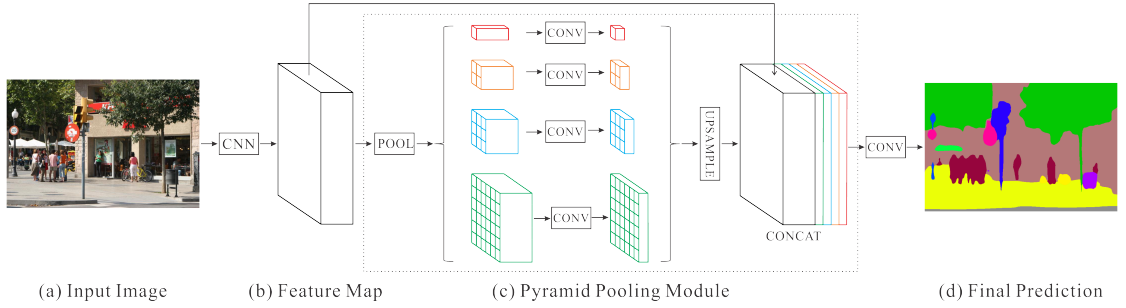 CNN
POOL
CONV
CONV
CONV
CONV
UPSAMPLE
CONCAT
CONV
(a) Input Image
(b) Feature Map
(c) Pyramid Pooling Module
(d) Final Prediction